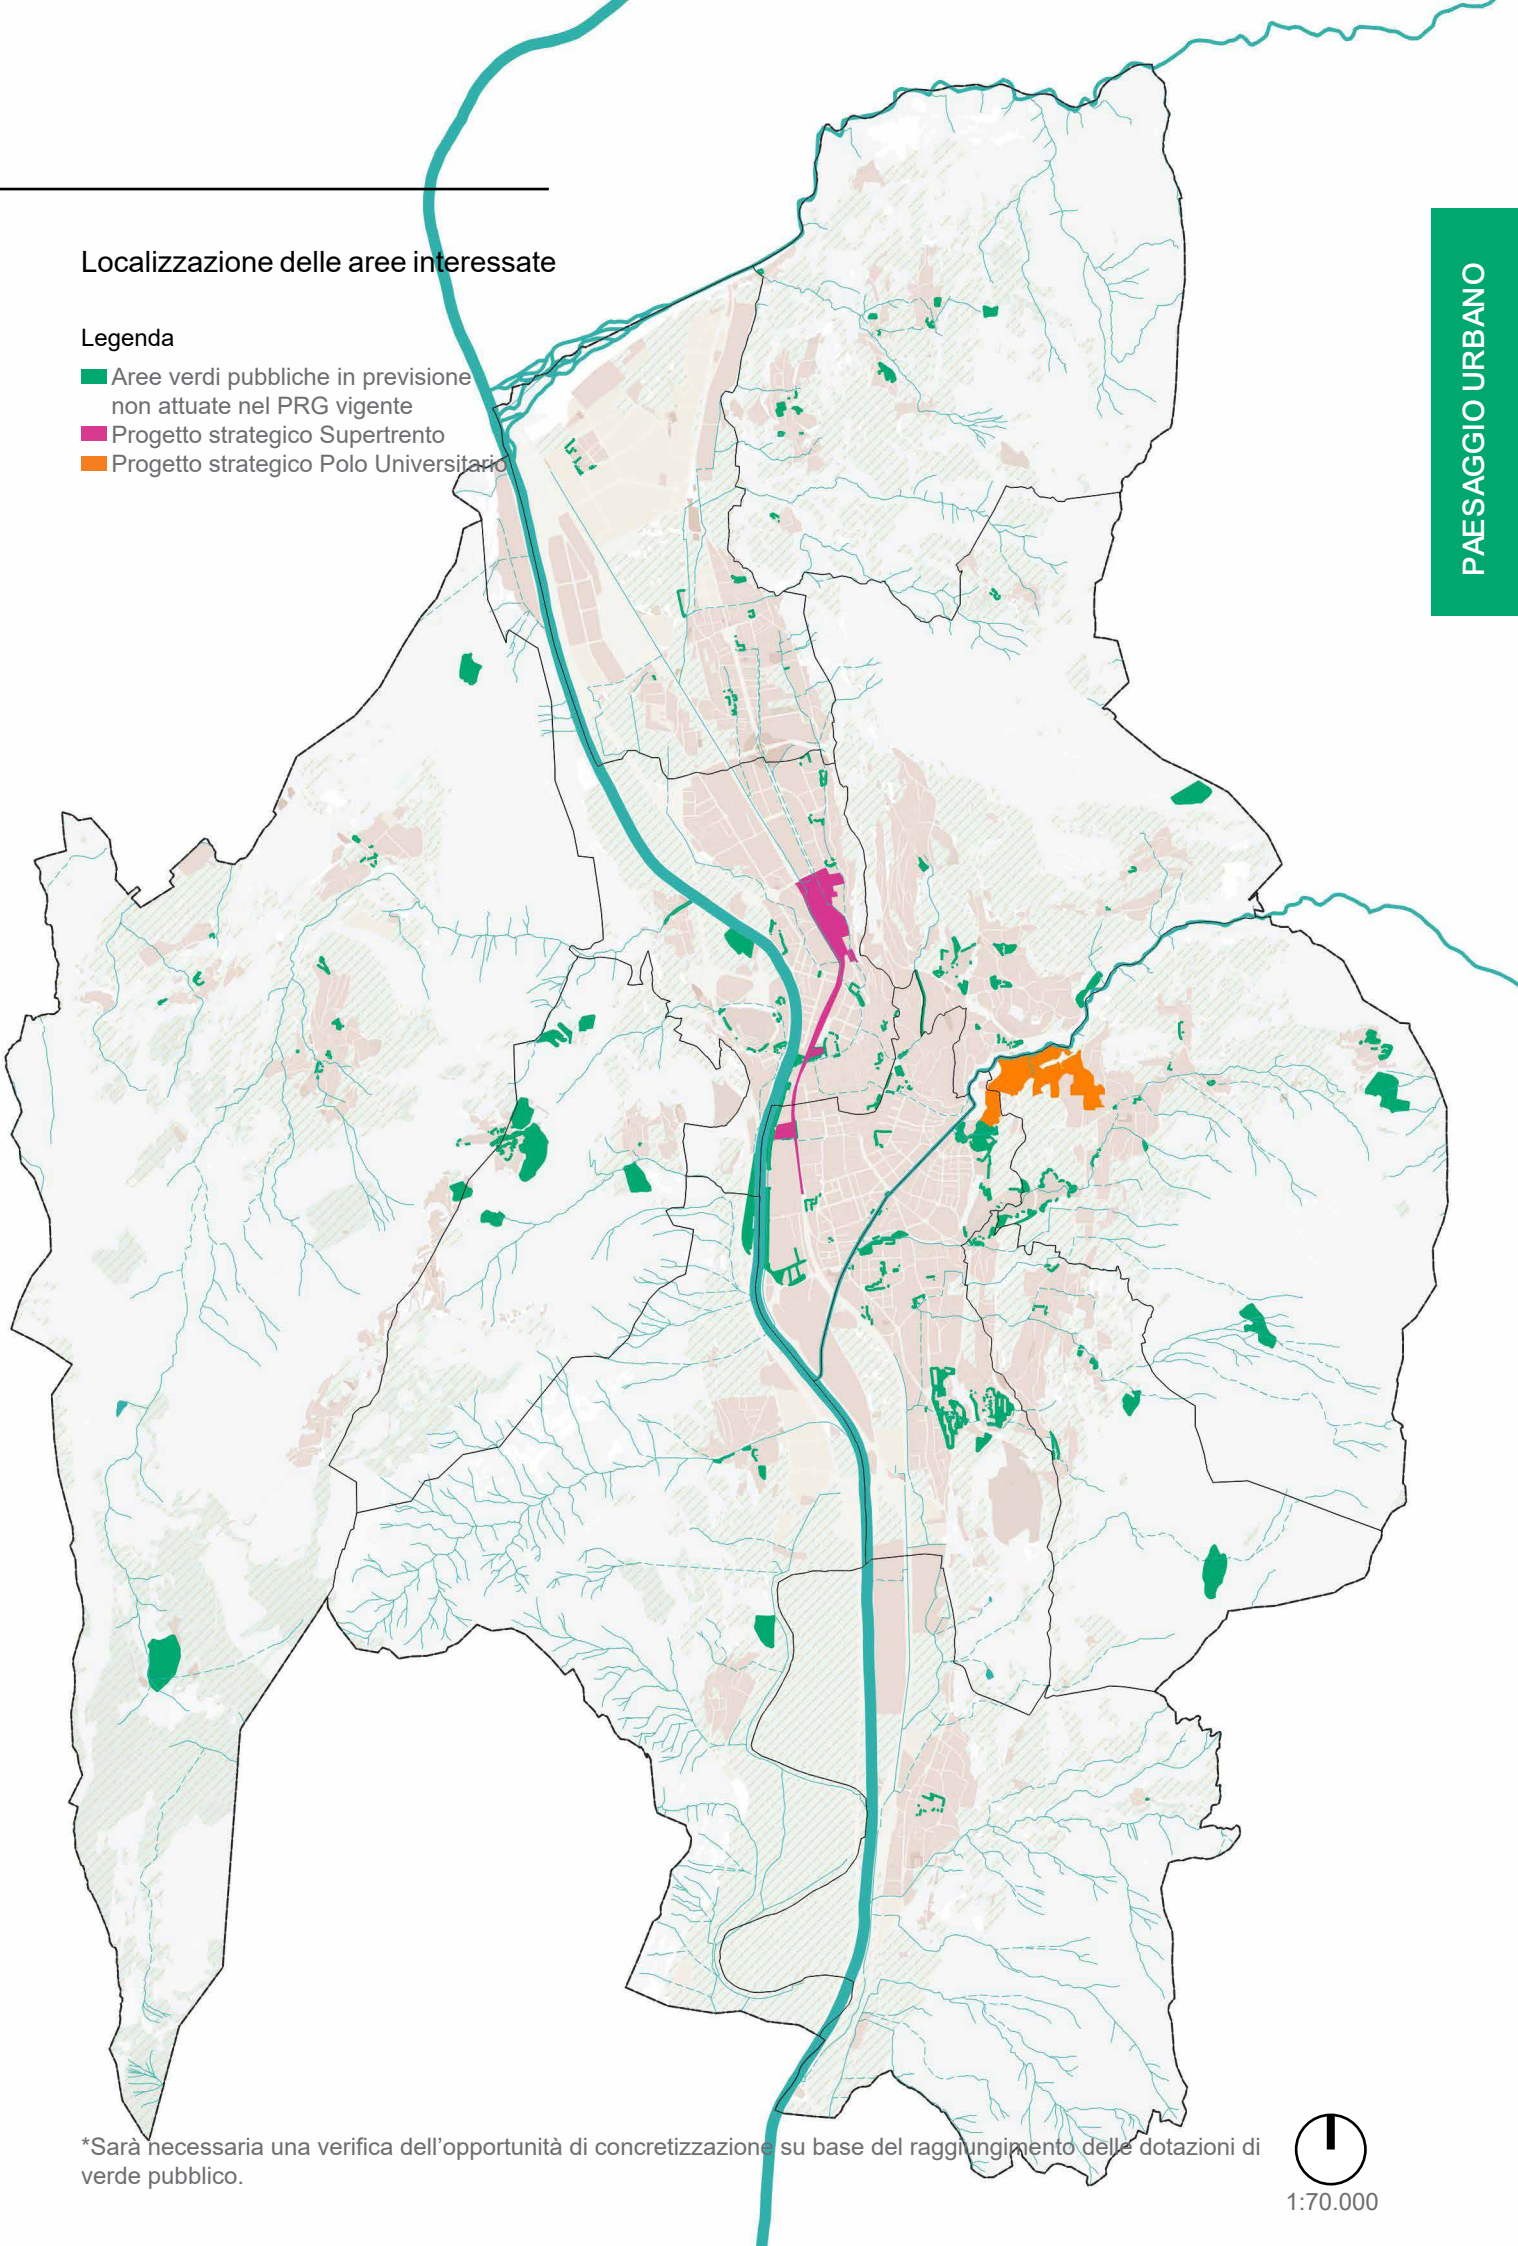 Localizzazione delle aree interessate
Legenda
Aree verdi pubbliche in previsione
non attuate nel PRG vigente
Progetto strategico Supertrento
Progetto strategico Polo Universitario
PAESAGGIO URBANO
*Sarà necessaria una verifica dell'opportunità di concretizzazione su base del raggiungimento delle dotazioni di
verde pubblico.
1:70.000